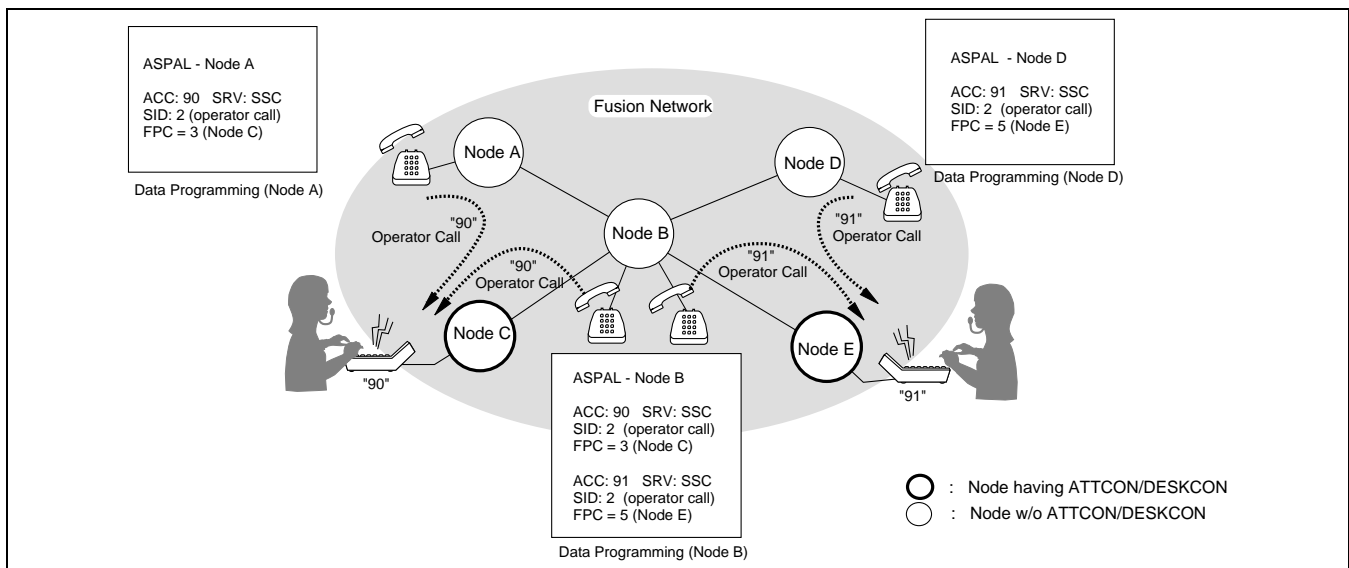 ASPAL - Node A
ACC: 90 SRV: SSC
SID: 2 (operator call)
FPC = 3 (Node C)
Data Programming (Node A)
ASPAL - Node D
ACC: 91 SRV: SSC
SID: 2 (operator call)
FPC = 5 (Node E)
Data Programming (Node D)
Fusion Network
Node A
Node D
Node B
"90"
Operator Call
"90"
Operator Call
"91"
Operator Call
"91"
Operator Call
Node C
Node E
"90"
"91"
ASPAL - Node B
ACC: 90 SRV: SSC
SID: 2 (operator call)
FPC = 3 (Node C)
ACC: 91 SRV: SSC
SID: 2 (operator call)
FPC = 5 (Node E)
Data Programming (Node B)
: Node having ATTCON/DESKCON
: Node w/o ATTCON/DESKCON